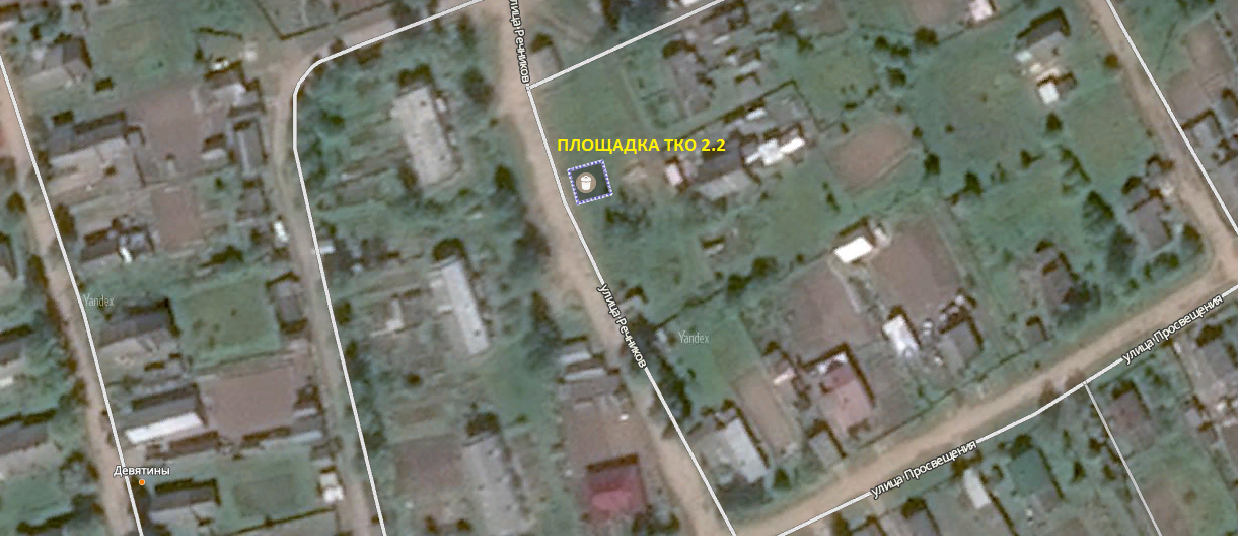 улица Речников
ПЛОЩАДКА ТКО 2.2
Yandex
улица Речников
улица Просвещения
Yandex
Девятины
улица Просвещения